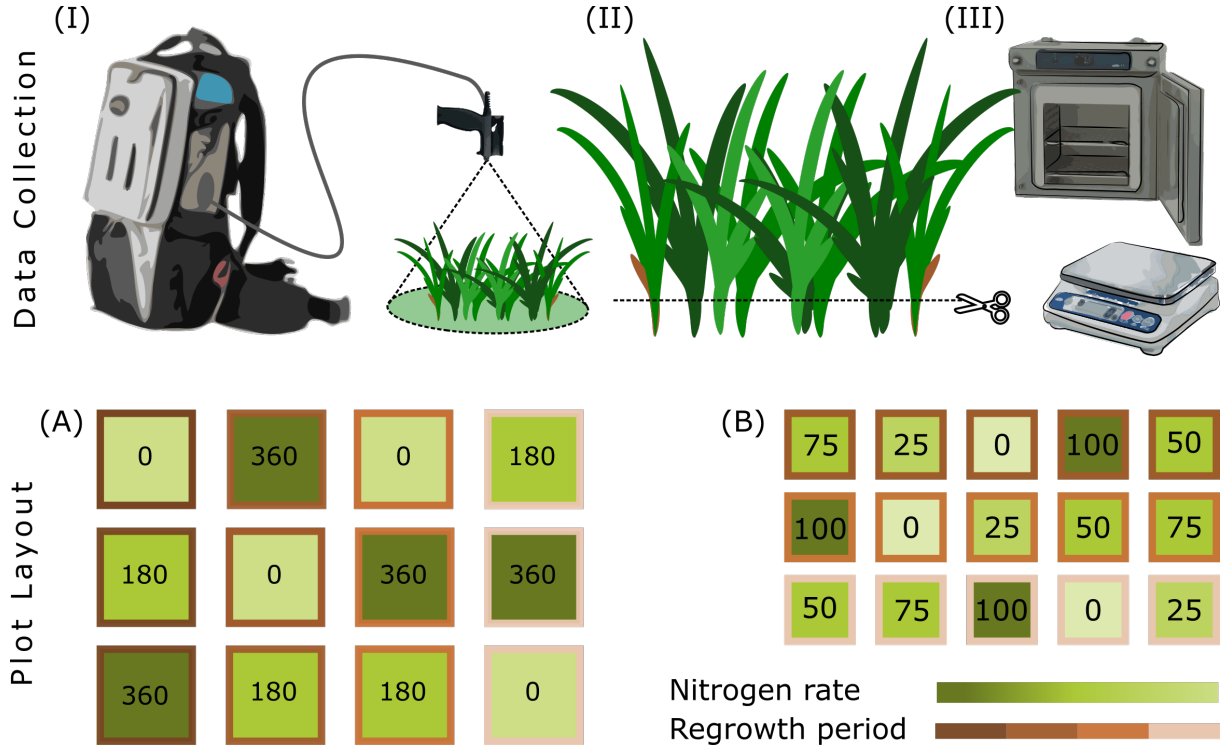 (I)
(II)
(III)
Data Collection
(A)
0 360 0 180
180 0 360 360
360 180 180 0
Plot Layout
(B)
75 25 0 100 50
100 0 25 50 75
50 75 100 0 25
Nitrogen rate
Regrowth period